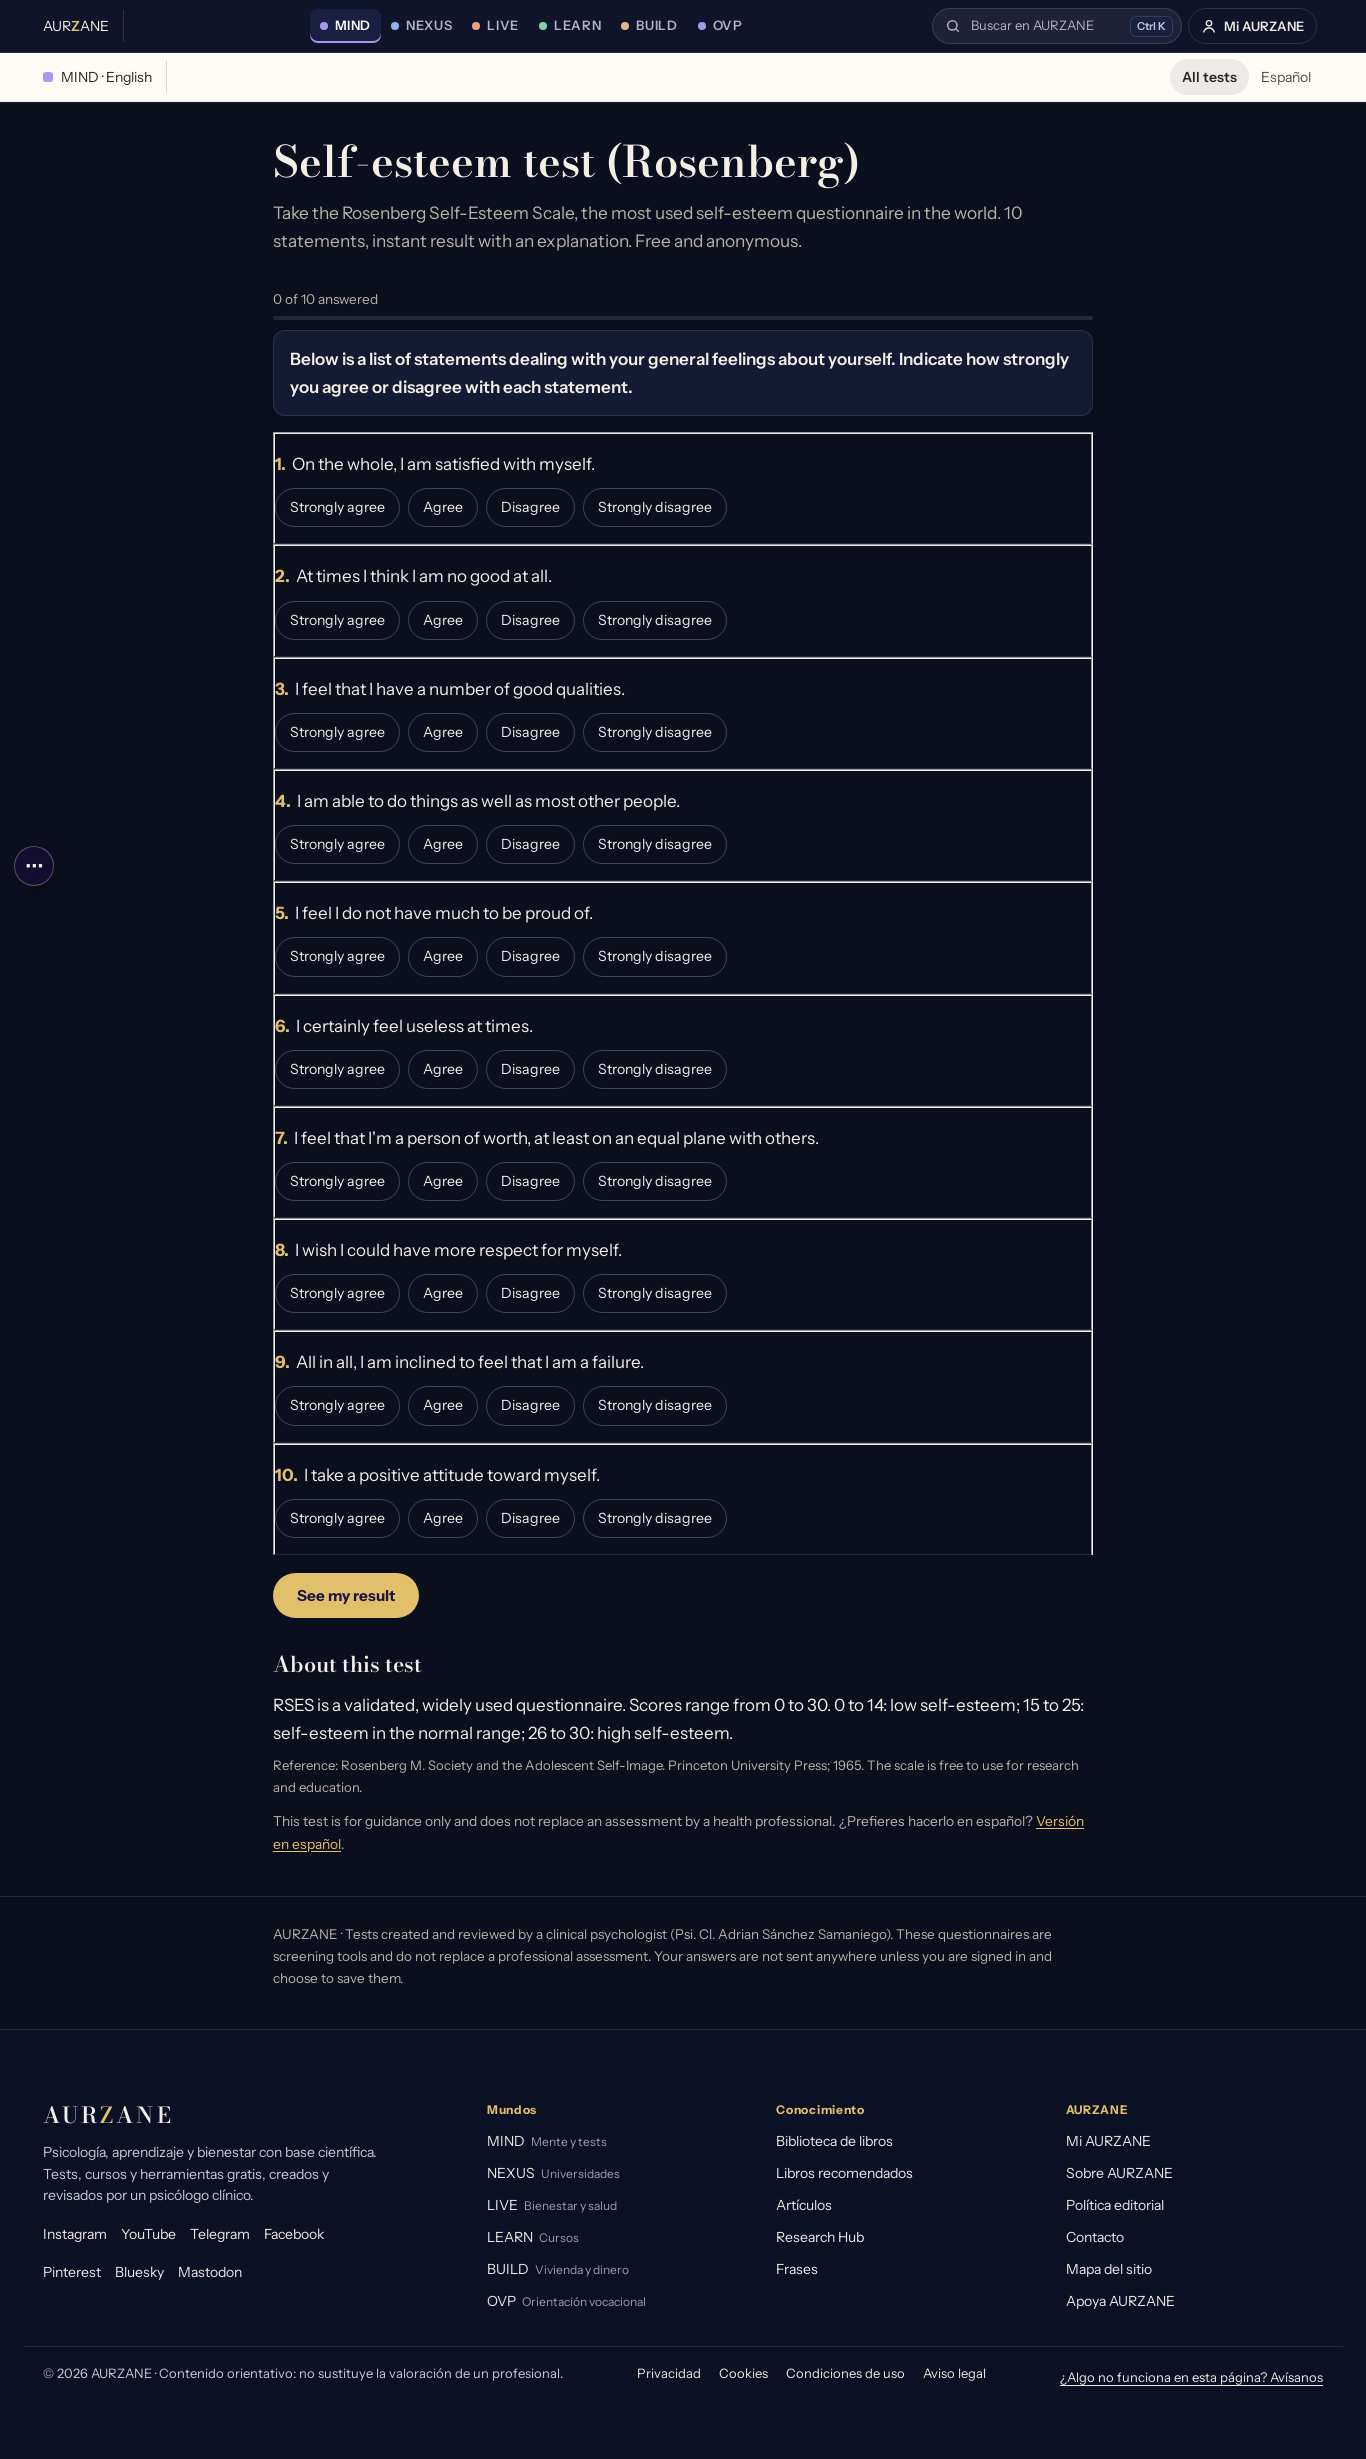 AURZANE
MIND NEXUS LIVE LEARN BUILD OVP
Buscar en AURZANE Ctrl K
Mi AURZANE
MIND · English
All tests Español
Self-esteem test (Rosenberg)
Take the Rosenberg Self-Esteem Scale, the most used self-esteem questionnaire in the world. 10
statements, instant result with an explanation. Free and anonymous.
0 of 10 answered
Below is a list of statements dealing with your general feelings about yourself. Indicate how strongly
you agree or disagree with each statement.
1. On the whole, I am satisfied with myself.
Strongly agree Agree Disagree Strongly disagree
2. At times I think I am no good at all.
Strongly agree Agree Disagree Strongly disagree
3. I feel that I have a number of good qualities.
Strongly agree Agree Disagree Strongly disagree
4. I am able to do things as well as most other people.
Strongly agree Agree Disagree Strongly disagree
5. I feel I do not have much to be proud of.
Strongly agree Agree Disagree Strongly disagree
6. I certainly feel useless at times.
Strongly agree Agree Disagree Strongly disagree
7. I feel that I'm a person of worth, at least on an equal plane with others.
Strongly agree Agree Disagree Strongly disagree
8. I wish I could have more respect for myself.
Strongly agree Agree Disagree Strongly disagree
9. All in all, I am inclined to feel that I am a failure.
Strongly agree Agree Disagree Strongly disagree
10. I take a positive attitude toward myself.
Strongly agree Agree Disagree Strongly disagree
See my result
About this test
RSES is a validated, widely used questionnaire. Scores range from 0 to 30. 0 to 14: low self-esteem; 15 to 25:
self-esteem in the normal range; 26 to 30: high self-esteem.
Reference: Rosenberg M. Society and the Adolescent Self-Image. Princeton University Press; 1965. The scale is free to use for research
and education.
This test is for guidance only and does not replace an assessment by a health professional. ¿Prefieres hacerlo en español? Versión
en español.
AURZANE · Tests created and reviewed by a clinical psychologist (Psi. Cl. Adrian Sánchez Samaniego). These questionnaires are
screening tools and do not replace a professional assessment. Your answers are not sent anywhere unless you are signed in and
choose to save them.
AURZANE
Psicología, aprendizaje y bienestar con base científica.
Tests, cursos y herramientas gratis, creados y
revisados por un psicólogo clínico.
Instagram YouTube Telegram Facebook
Pinterest Bluesky Mastodon
Mundos
MIND Mente y tests
NEXUS Universidades
LIVE Bienestar y salud
LEARN Cursos
BUILD Vivienda y dinero
OVP Orientación vocacional
Conocimiento
Biblioteca de libros
Libros recomendados
Artículos
Research Hub
Frases
AURZANE
Mi AURZANE
Sobre AURZANE
Política editorial
Contacto
Mapa del sitio
Apoya AURZANE
© 2026 AURZANE · Contenido orientativo: no sustituye la valoración de un profesional.
Privacidad Cookies Condiciones de uso Aviso legal
¿Algo no funciona en esta página? Avísanos